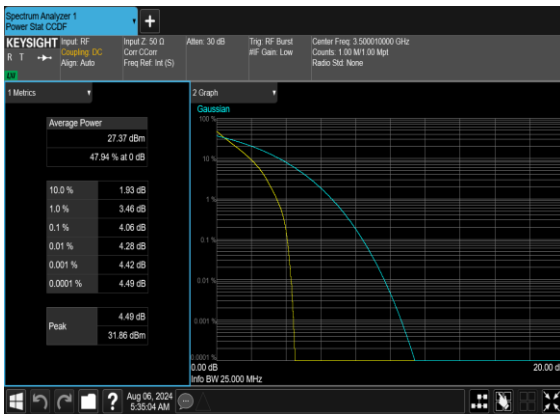 Spectrum Analyzer 1
Power Stat CCDF
KEYSIGHT
R T
Input: RF
Coupling: DC
Align: Auto
Input Z: 50 Ω
Corr CCorr
Freq Ref: Int (S)
Atten: 30 dB
Trig: RF Burst
#IF Gain: Low
Center Freq: 3.500010000 GHz
Counts: 1.00 M/1.00 Mpt
Radio Std: None
1 Metrics
Average Power
27.37 dBm
47.94 % at 0 dB
10.0 % 1.93 dB
1.0 % 3.46 dB
0.1 % 4.06 dB
0.01 % 4.28 dB
0.001 % 4.42 dB
0.0001 % 4.49 dB
Peak
4.49 dB
31.86 dBm
2 Graph
Gaussian
100 %
10 %
1 %
0.1 %
0.01 %
0.001 %
0.0001 %
0.00 dB
20.00 d
Info BW 25.000 MHz
Aug 06, 2024
5:35:04 AM